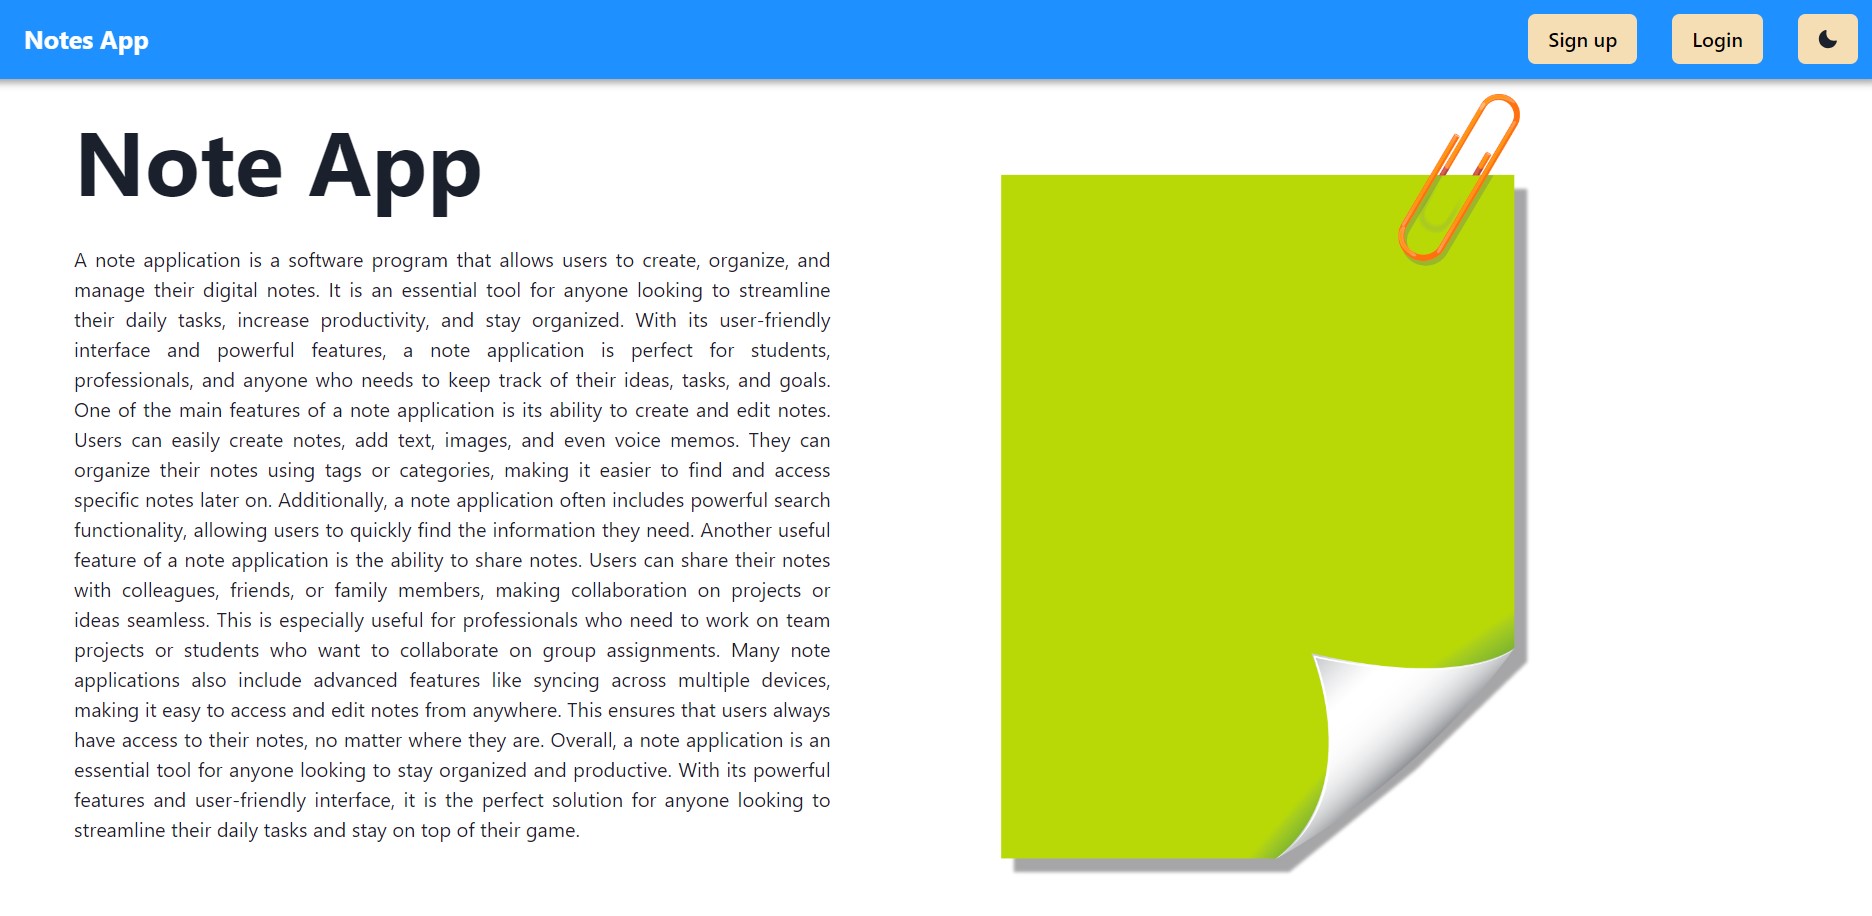 Notes App
Sign up
Login
Note App
A note application is a software program that allows users to create, organize, and
manage their digital notes. It is an essential tool for anyone looking to streamline
their daily tasks, increase productivity, and stay organized. With its user-friendly
interface and powerful features, a note application is perfect for students,
professionals, and anyone who needs to keep track of their ideas, tasks, and goals.
One of the main features of a note application is its ability to create and edit notes.
Users can easily create notes, add text, images, and even voice memos. They can
organize their notes using tags or categories, making it easier to find and access
specific notes later on. Additionally, a note application often includes powerful search
functionality, allowing users to quickly find the information they need. Another useful
feature of a note application is the ability to share notes. Users can share their notes
with colleagues, friends, or family members, making collaboration on projects or
ideas seamless. This is especially useful for professionals who need to work on team
projects or students who want to collaborate on group assignments. Many note
applications also include advanced features like syncing across multiple devices,
making it easy to access and edit notes from anywhere. This ensures that users always
have access to their notes, no matter where they are. Overall, a note application is an
essential tool for anyone looking to stay organized and productive. With its powerful
features and user-friendly interface, it is the perfect solution for anyone looking to
streamline their daily tasks and stay on top of their game.